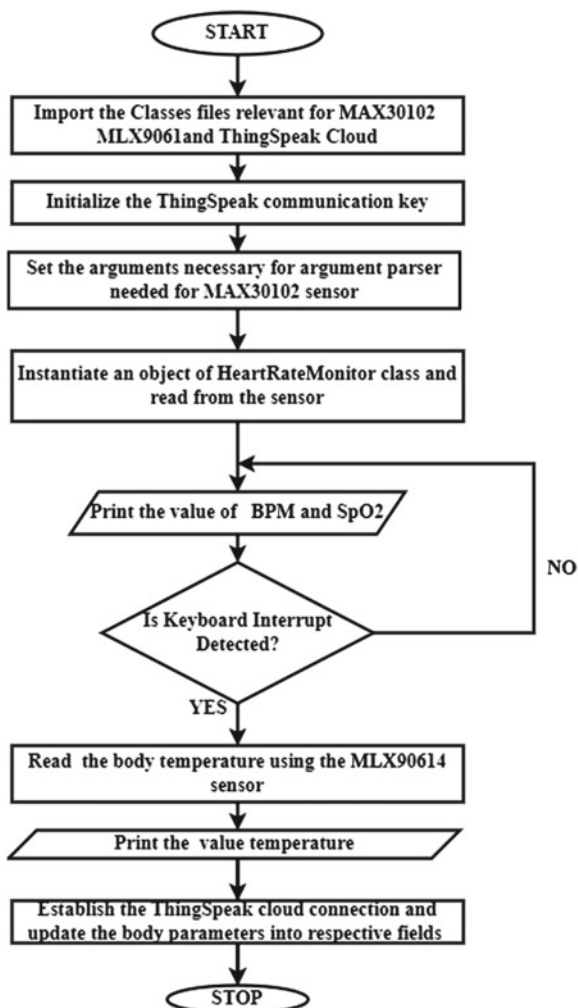 START
Import the Classes files relevant for MAX30102
MLX9061and ThingSpeak Cloud
Initialize the ThingSpeak communication key
Set the arguments necessary for argument parser
needed for MAX30102 sensor
Instantiate an object of HeartRateMonitor class and
read from the sensor
Print the value of BPM and SpO2
NO
Is Keyboard Interrupt
Detected?
YES
Read the body temperature using the MLX90614
sensor
Print the value temperature
Establish the ThingSpeak cloud connection and
update the body parameters into respective fields
STOP